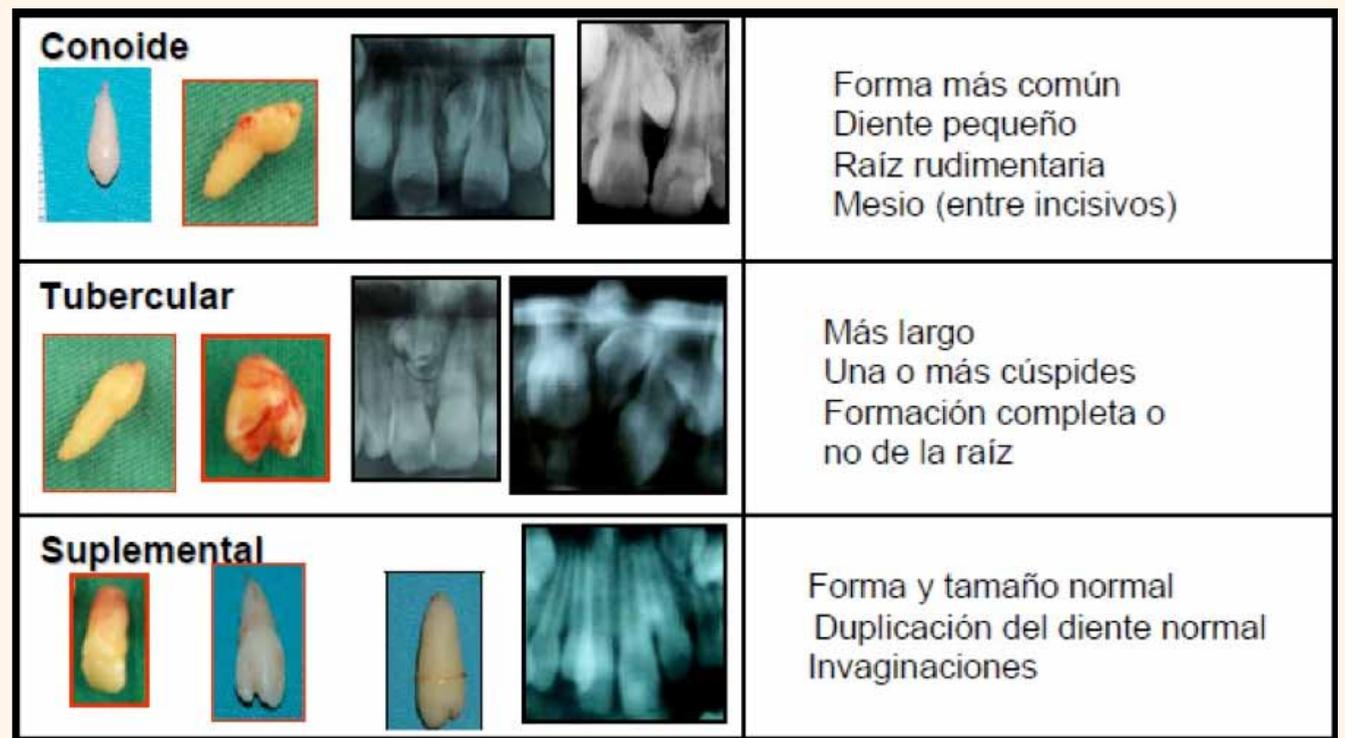 Conoide
Forma más común
Diente pequeño
Raíz rudimentaria
Mesio (entre incisivos)
Tubercular
Más largo
Una o más cúspides
Formación completa o
no de la raíz
Suplemental
Forma y tamaño normal
Duplicación del diente normal
Invaginaciones